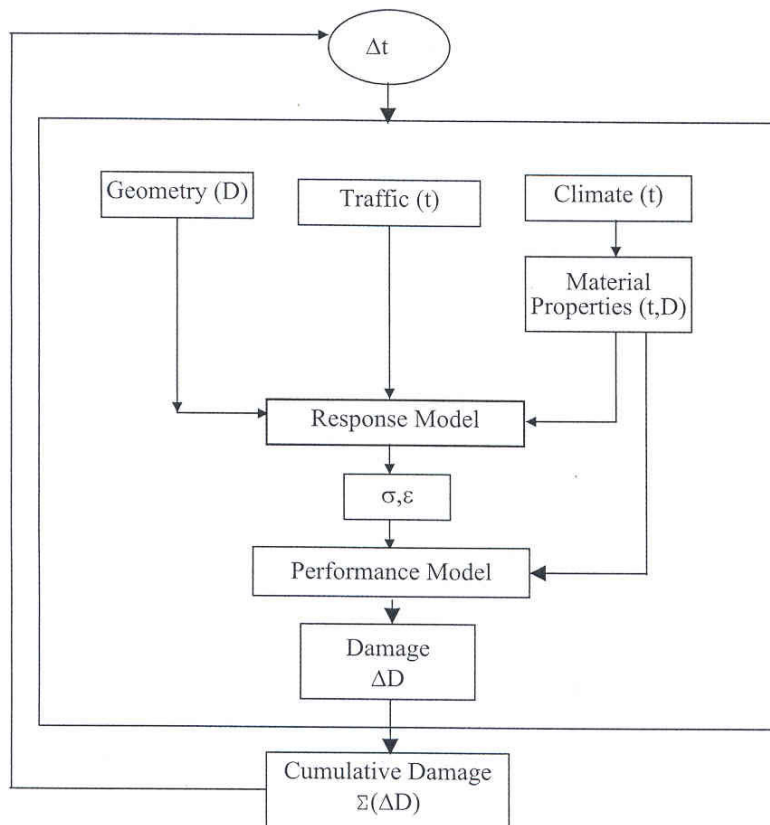 Δt
Geometry (D)
Traffic (t)
Climate (t)
Material
Properties (t,D)
Response Model
σ,ε
Performance Model
Damage
ΔD
Cumulative Damage
Σ(ΔD)